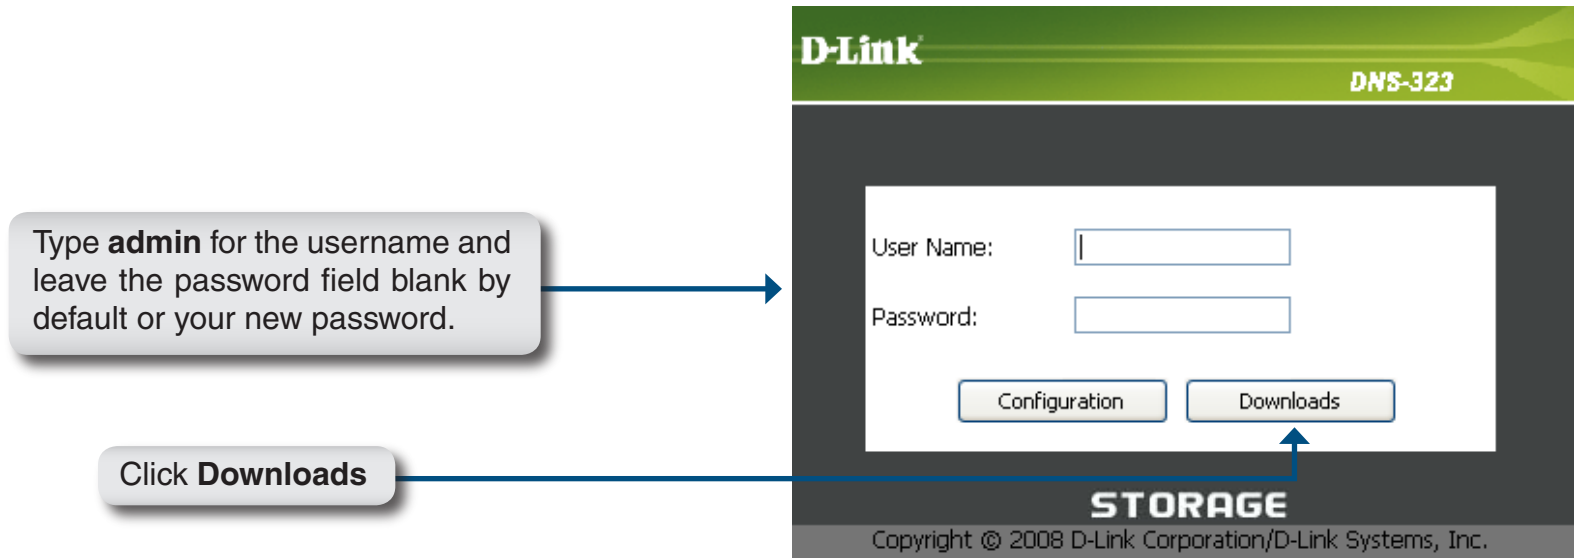 D-Link
DNS-323
Type admin for the username and
leave the password field blank by
default or your new password.
User Name:
Password:
Configuration
Downloads
Click Downloads
STORAGE
Copyright © 2008 D-Link Corporation/D-Link Systems, Inc.